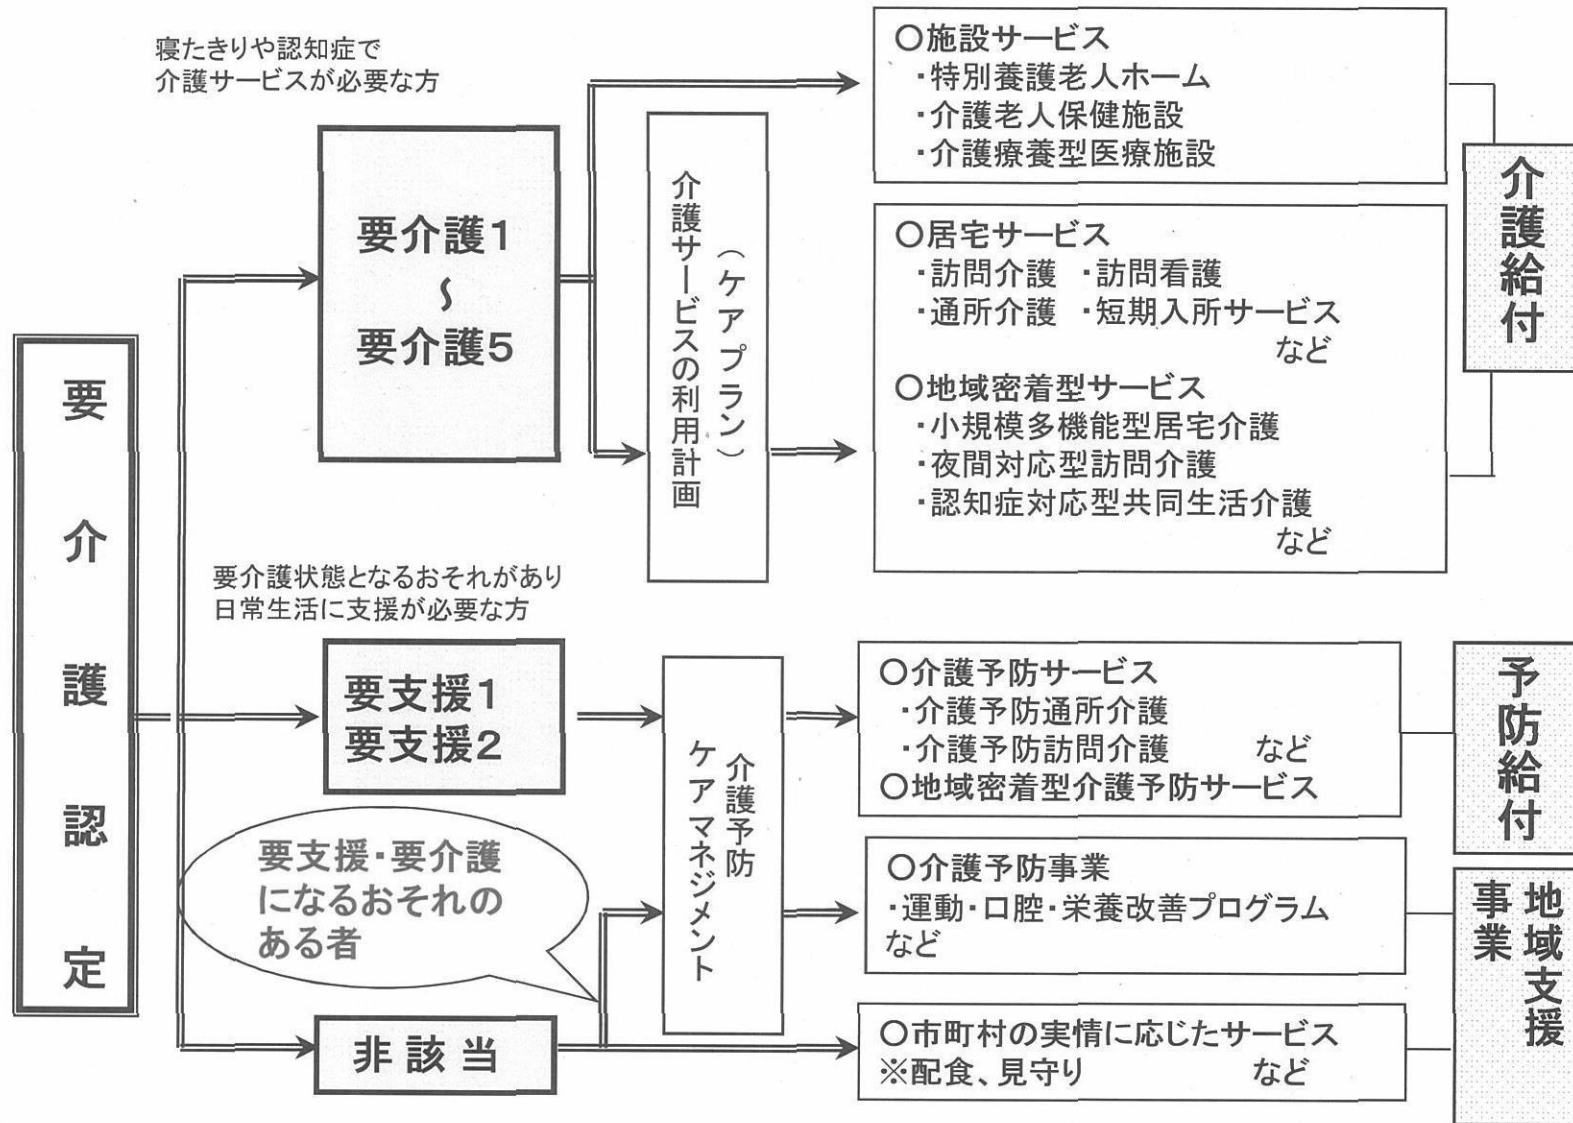 要介護認定
寝たきりや認知症で
介護サービスが必要な方
要介護1
～
要介護5
介護サービスの利用計画
（ケアプラン）
○施設サービス
・特別養護老人ホーム
・介護老人保健施設
・介護療養型医療施設
○居宅サービス
・訪問介護 ・訪問看護
・通所介護 ・短期入所サービス
など
○地域密着型サービス
・小規模多機能型居宅介護
・夜間対応型訪問介護
・認知症対応型共同生活介護
など
介護給付
要介護状態となるおそれがあり
日常生活に支援が必要な方
要支援1
要支援2
介護予防
ケアマネジメント
○介護予防サービス
・介護予防通所介護
・介護予防訪問介護 など
○地域密着型介護予防サービス
予防給付
要支援・要介護
になるおそれの
ある者
非該当
○介護予防事業
・運動・口腔・栄養改善プログラム
など
○市町村の実情に応じたサービス
※配食、見守り など
地域支援
事業